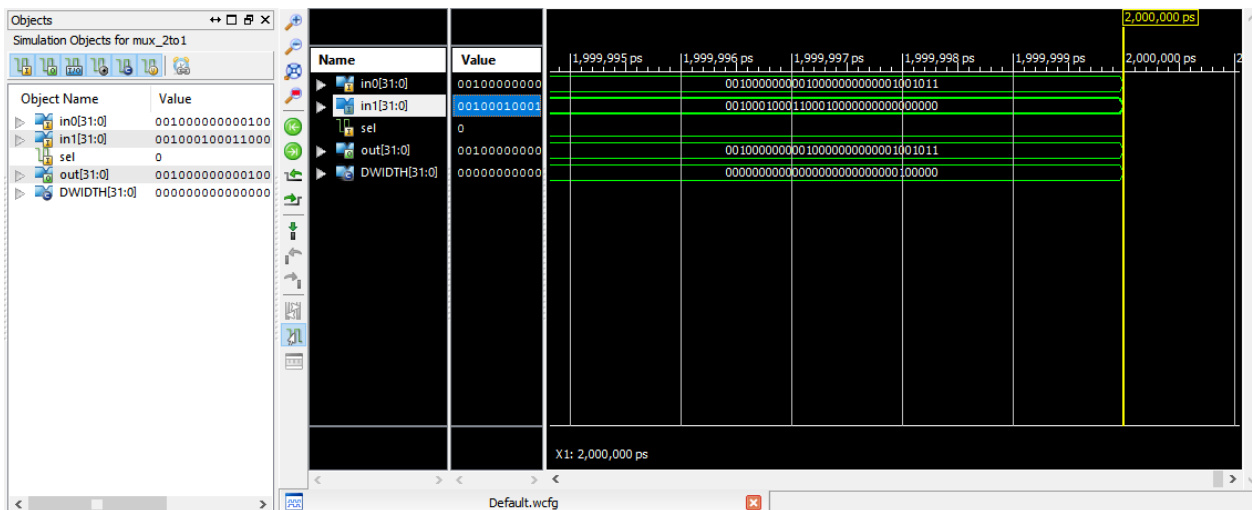 Objects
Simulation Objects for mux_2to1
Object Name Value
in0[31:0] 001000000000100
in1[31:0] 001000100011000
sel 0
out[31:0] 001000000000100
DWIDTH[31:0] 000000000000000
Name Value
in0[31:0] 00100000000
in1[31:0] 00100010001
sel 0
out[31:0] 00100000000
DWIDTH[31:0] 00000000000
2,000,000 ps
1,999,995 ps 1,999,996 ps 1,999,997 ps 1,999,998 ps 1,999,999 ps 2,000,000 ps 2
00100000000010000000000001001011
00100010001100010000000000000000
00100000000010000000000001001011
00000000000000000000000000100000
X1: 2,000,000 ps
Default.wcfg